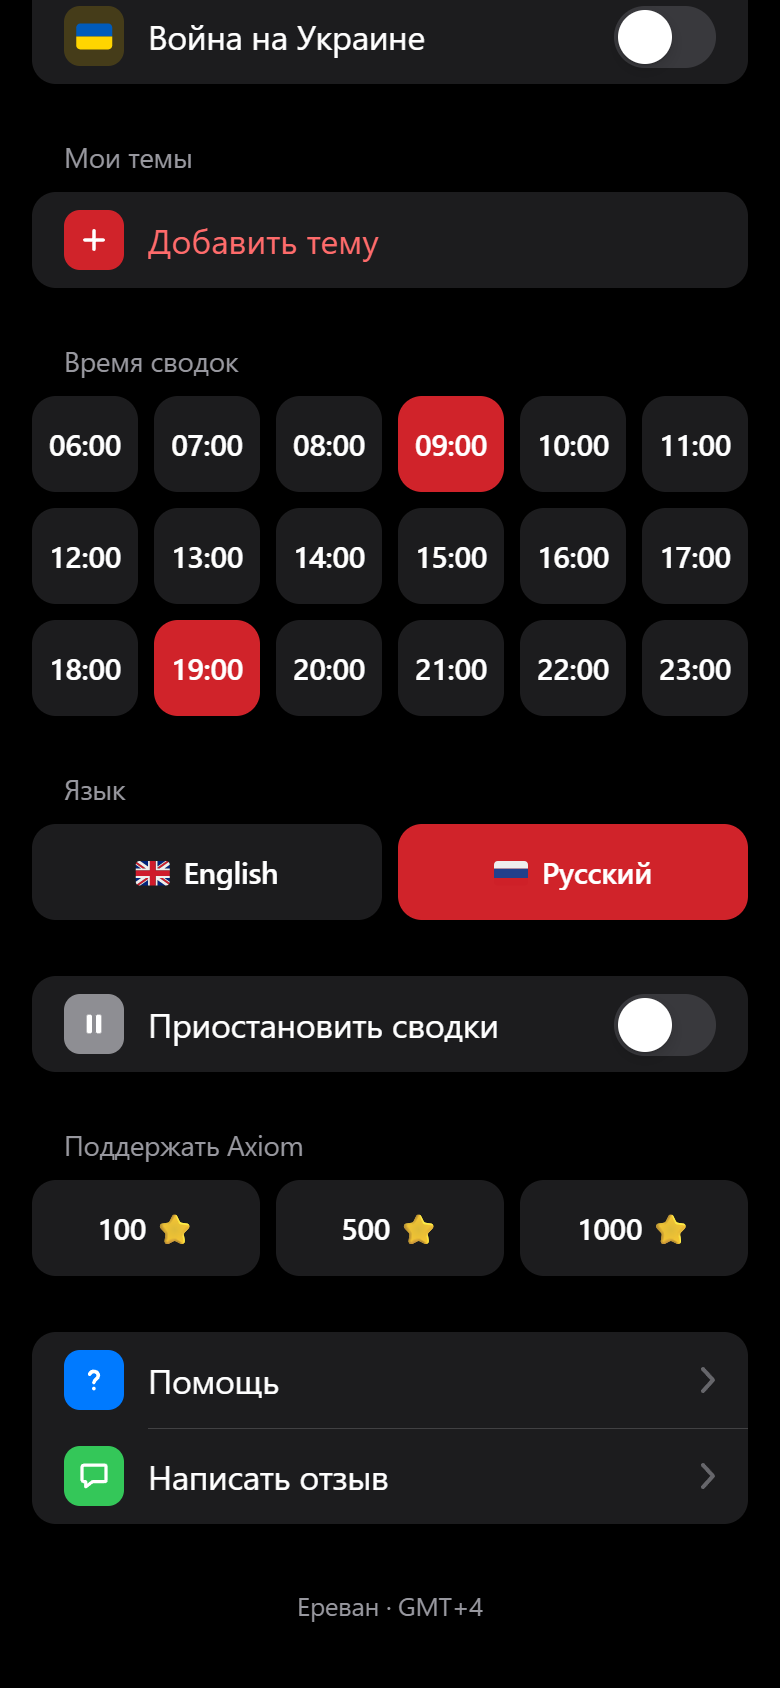 Война на Украине
Мои темы
Добавить тему
Время сводок
06:00 07:00 08:00 09:00 10:00 11:00
12:00 13:00 14:00 15:00 16:00 17:00
18:00 19:00 20:00 21:00 22:00 23:00
Язык
English Русский
Приостановить сводки
Поддержать Axiom
100 500 1000
Помощь
Написать отзыв
Ереван · GMT+4